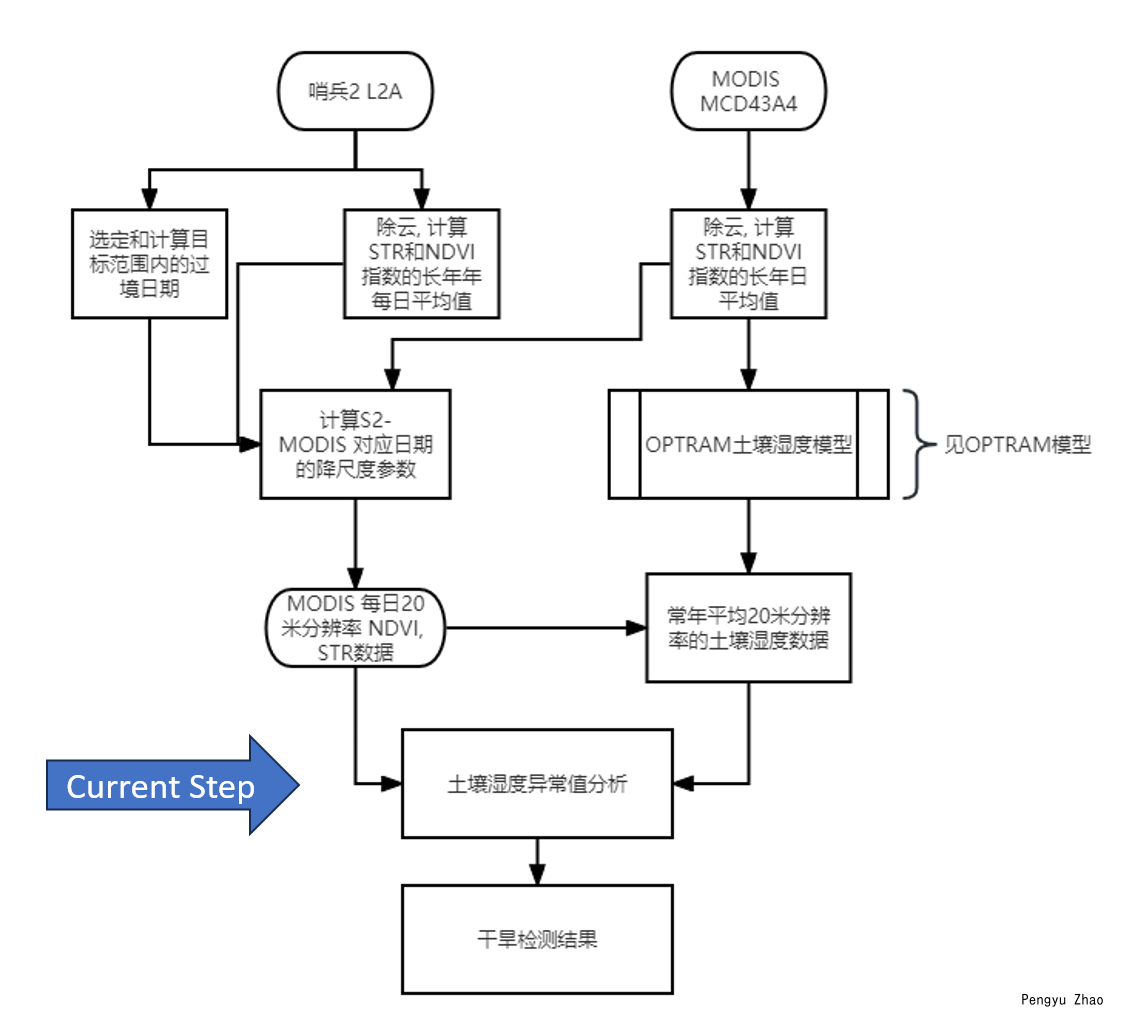 哨兵2 L2A
MODIS
MCD43A4
选定和计算目
标范围内的过
境日期
除云, 计算
STR和NDVI
指数的长年年
每日平均值
除云, 计算
STR和NDVI
指数的长年日
平均值
计算S2-
MODIS 对应日期
的降尺度参数
OPTRAM土壤湿度模型
见OPTRAM模型
MODIS 每日20
米分辨率 NDVI,
STR数据
常年平均20米分辨
率的土壤湿度数据
Current Step
土壤湿度异常值分析
干旱检测结果
Pengyu Zhao